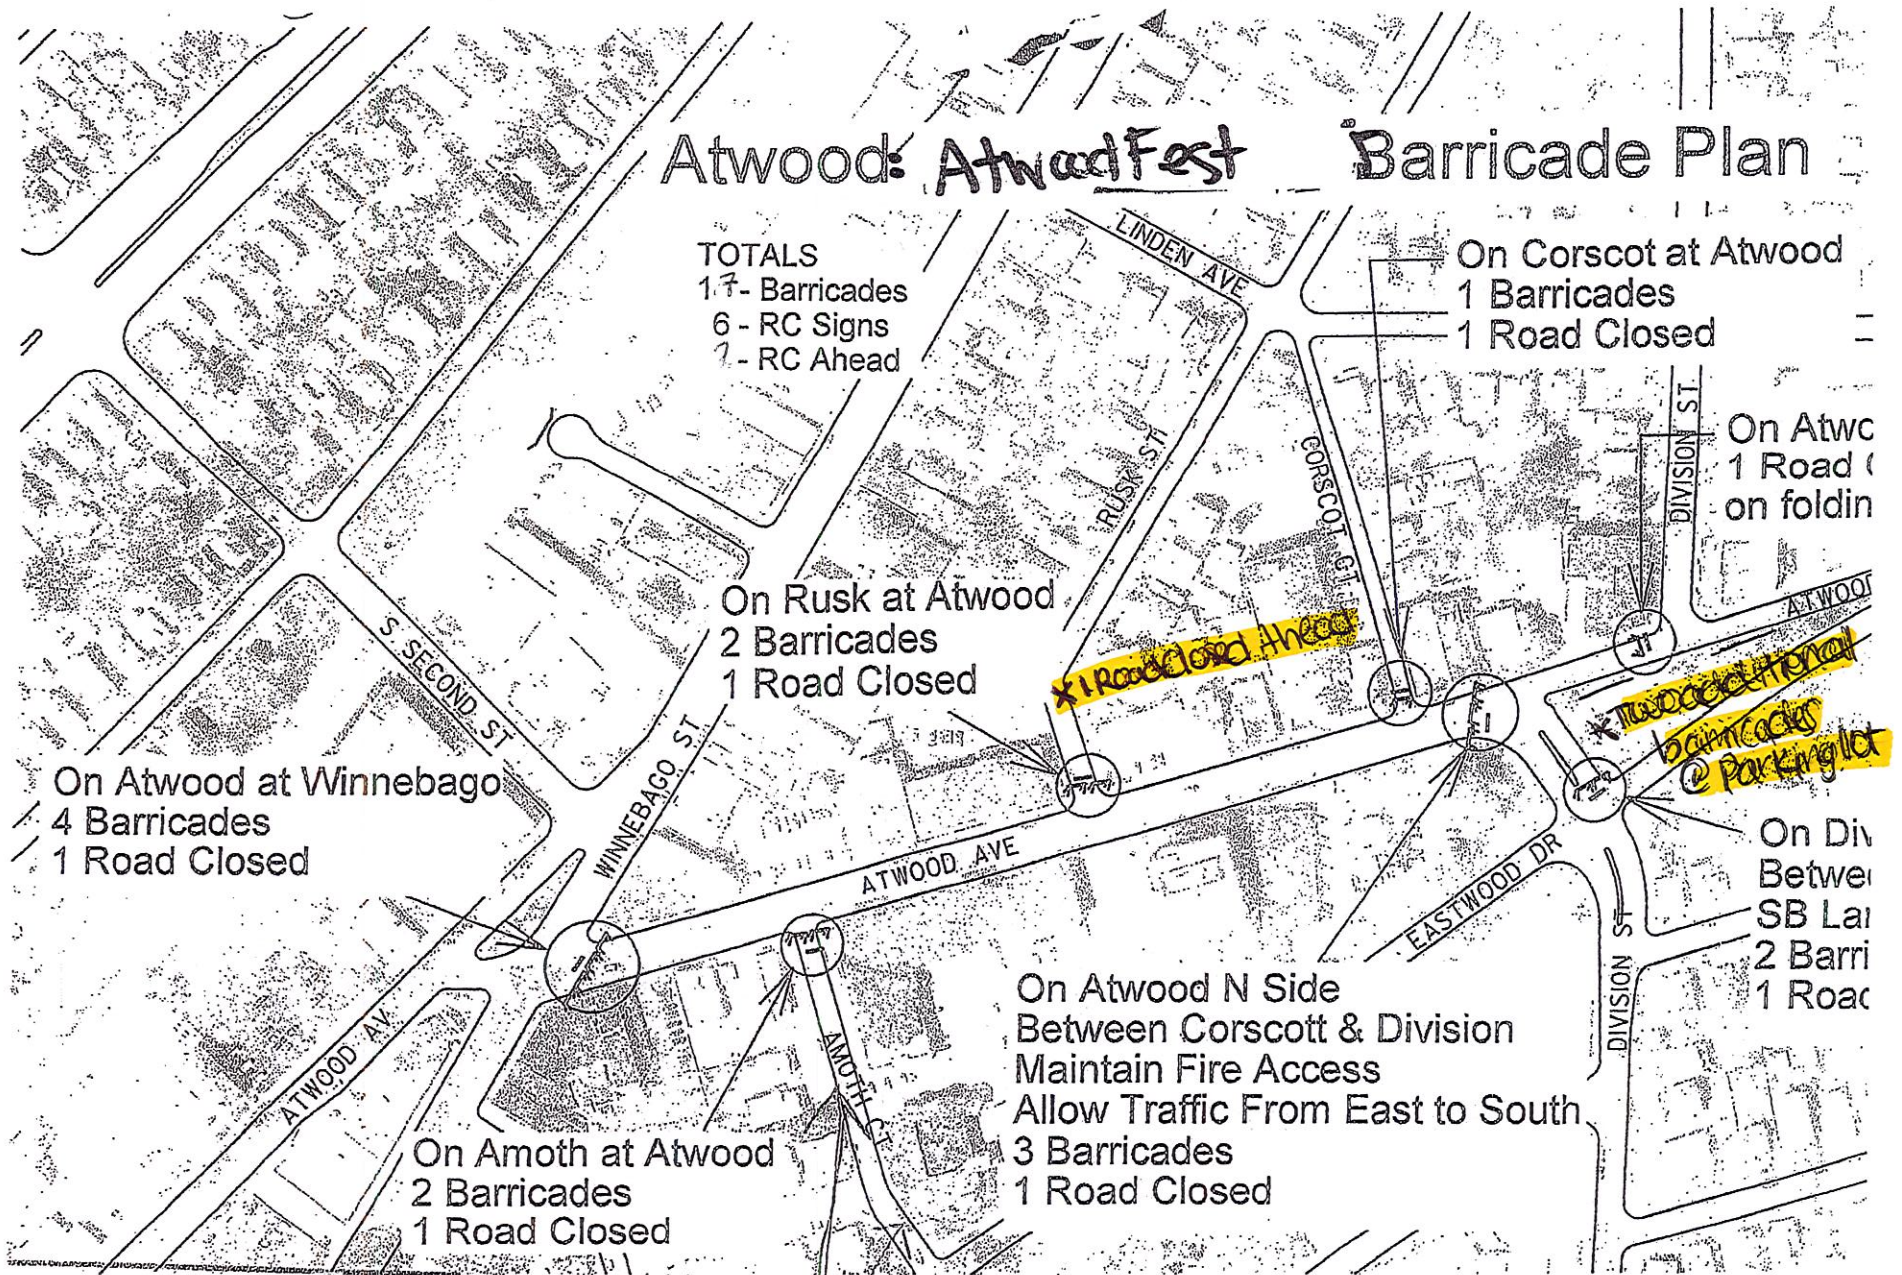 Atwood: AtwoodFest Barricade Plan
TOTALS
17- Barricades
6 - RC Signs
- RC Ahead
LINDEN AVE
On Corscot at Atwood
1 Barricades
1 Road Closed
DIVISION ST
On Atwo
1 Road
on foldin
RUSK ST
CORSCOT CT
ATWOOD
On Rusk at Atwood
2 Barricades
1 Road Closed
* 1 Road Closed Ahead
* Two additional
barricades
@ Parking lot
S SECOND ST
WINNEBAGO ST
On Atwood at Winnebago
4 Barricades
1 Road Closed
ATWOOD AVE
EASTWOOD DR
On Div
Betwe
SB La
2 Barri
1 Road
DIVISION ST
On Atwood N Side
Between Corscott & Division
Maintain Fire Access
Allow Traffic From East to South
3 Barricades
1 Road Closed
ATWOOD AV
AMOTH CT
On Amoth at Atwood
2 Barricades
1 Road Closed